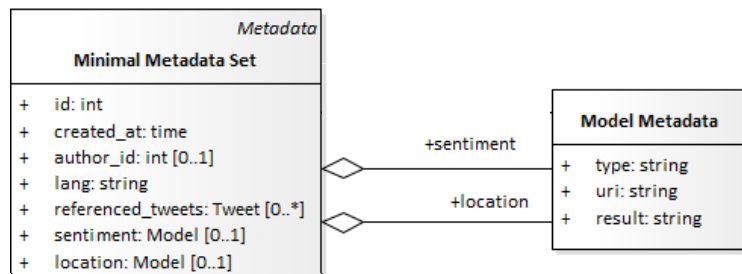 Metadata
Minimal Metadata Set
+ id: int
+ created_at: time
+ author_id: int [0..1]
+ lang: string
+ referenced_tweets: Tweet [0..*]
+ sentiment: Model [0..1]
+ location: Model [0..1]
+sentiment
+location
Model Metadata
+ type: string
+ uri: string
+ result: string